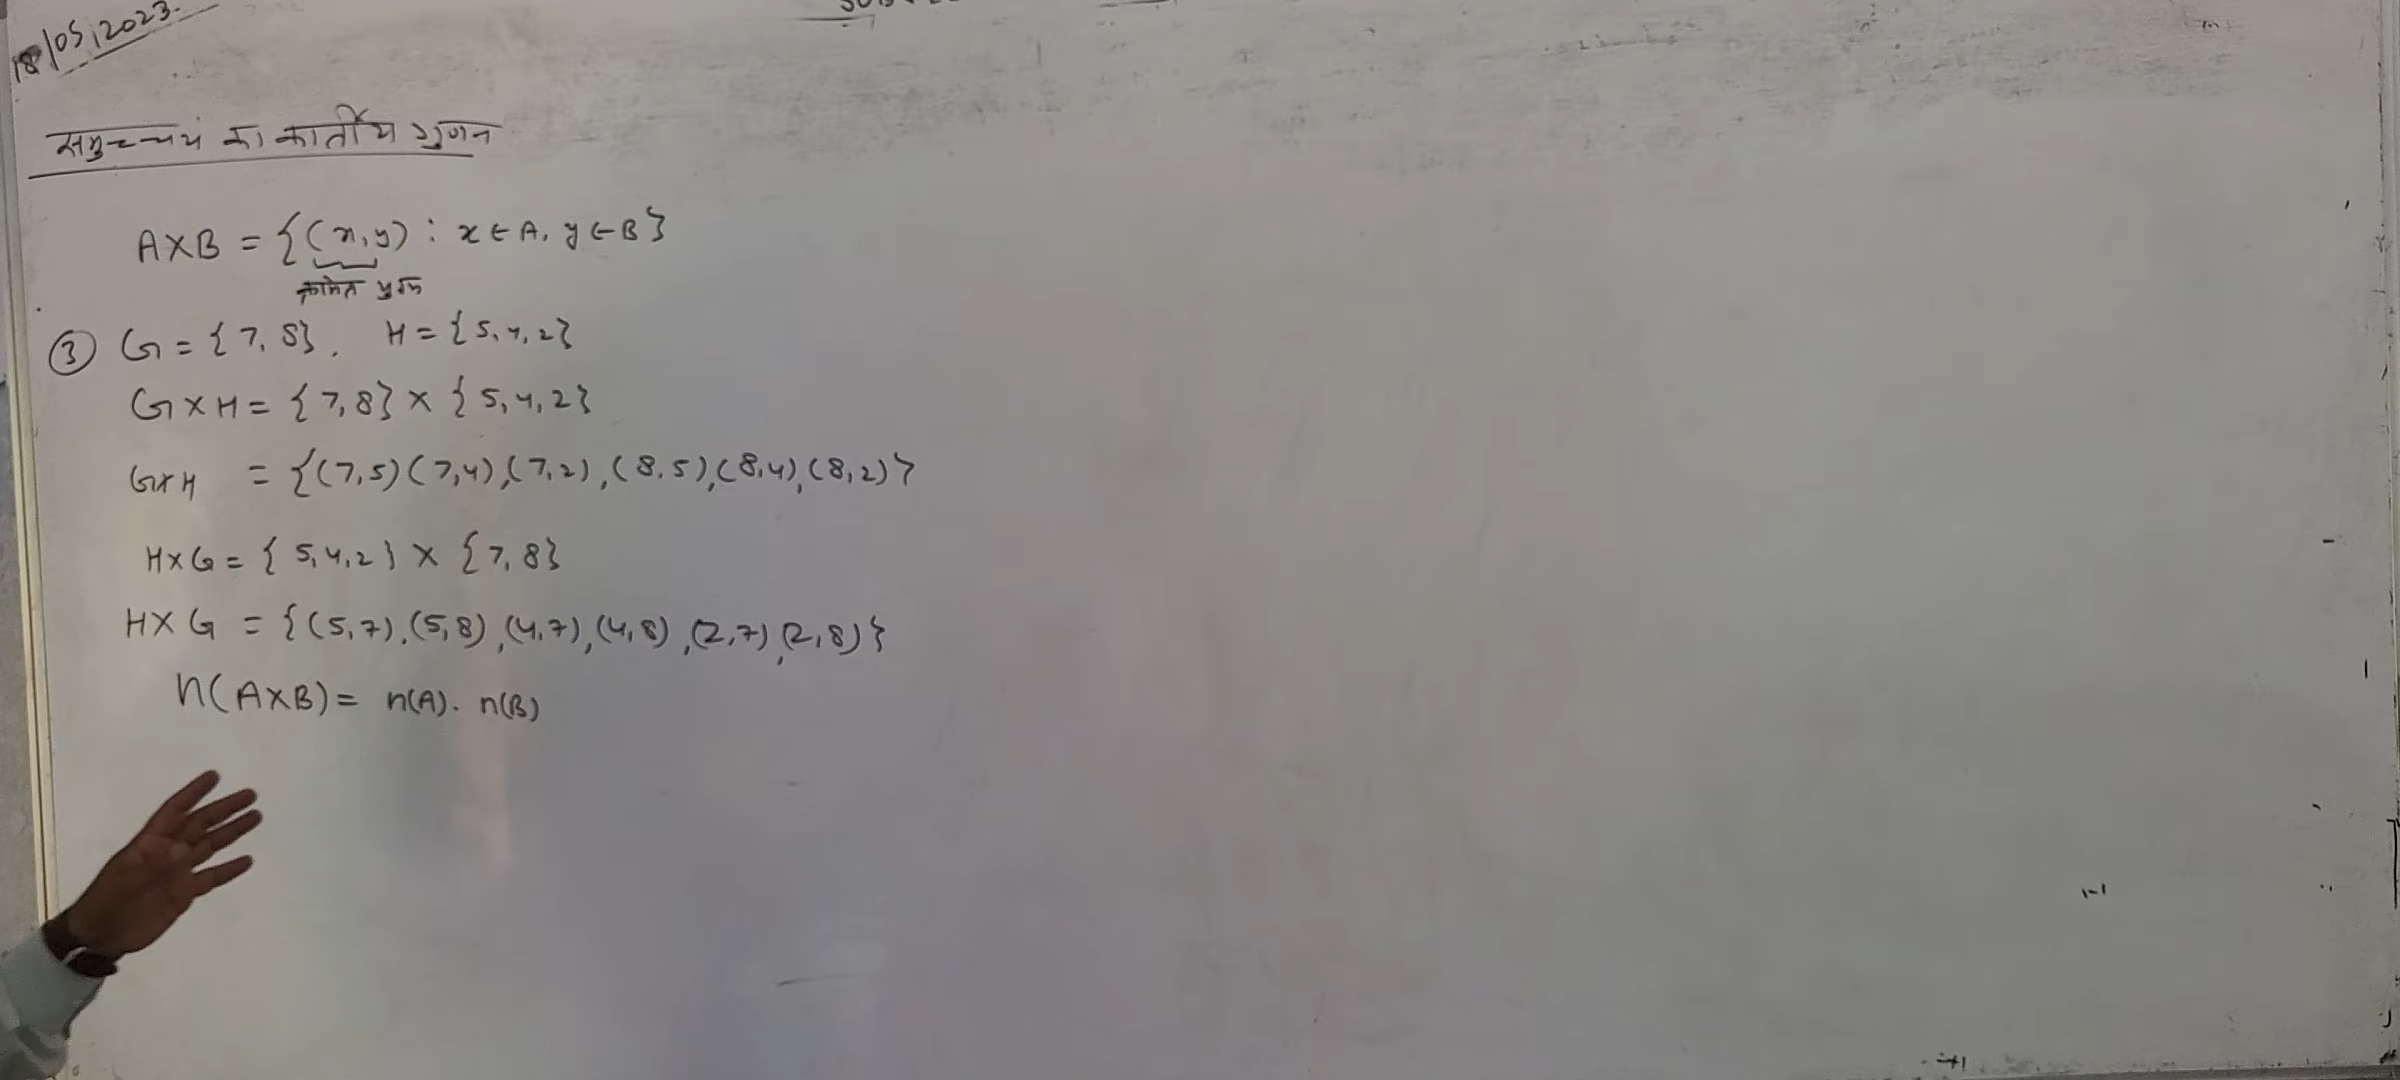 18/05/2023.
समुच्चयं का कार्तीय गुणन
A×B = {(x,y) : x ∈ A, y ∈ B}
क्रमित युग्म
③ G = {7, 8}. H = {5, 4, 2}
G×H = {7,8} × {5,4,2}
G×H = {(7,5)(7,4),(7,2),(8,5),(8,4),(8,2)}
H×G = {5,4,2} × {7,8}
H×G = {(5,7),(5,8),(4,7),(4,8),(2,7),(2,8)}
n(A×B) = n(A). n(B)